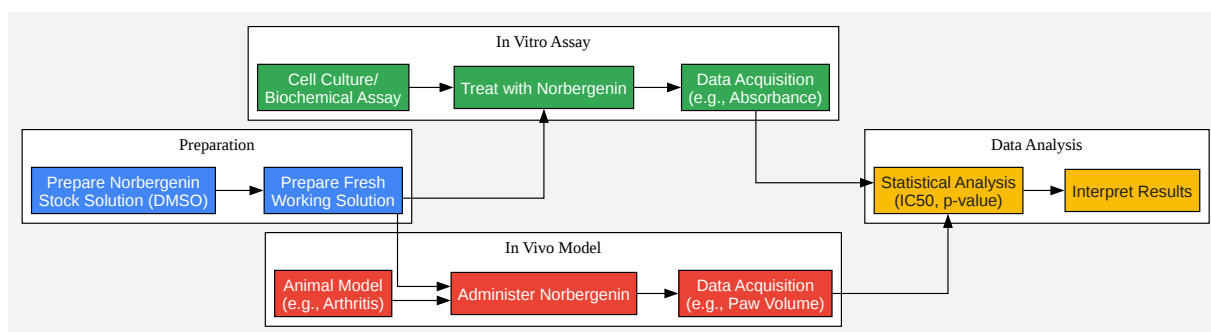 In Vitro Assay
Cell Culture/
Biochemical Assay
Treat with Norbergenin
Data Acquisition
(e.g., Absorbance)
Preparation
Prepare Norbergenin
Stock Solution (DMSO)
Prepare Fresh
Working Solution
Data Analysis
Statistical Analysis
(IC50, p-value)
Interpret Results
In Vivo Model
Animal Model
(e.g., Arthritis)
Administer Norbergenin
Data Acquisition
(e.g., Paw Volume)